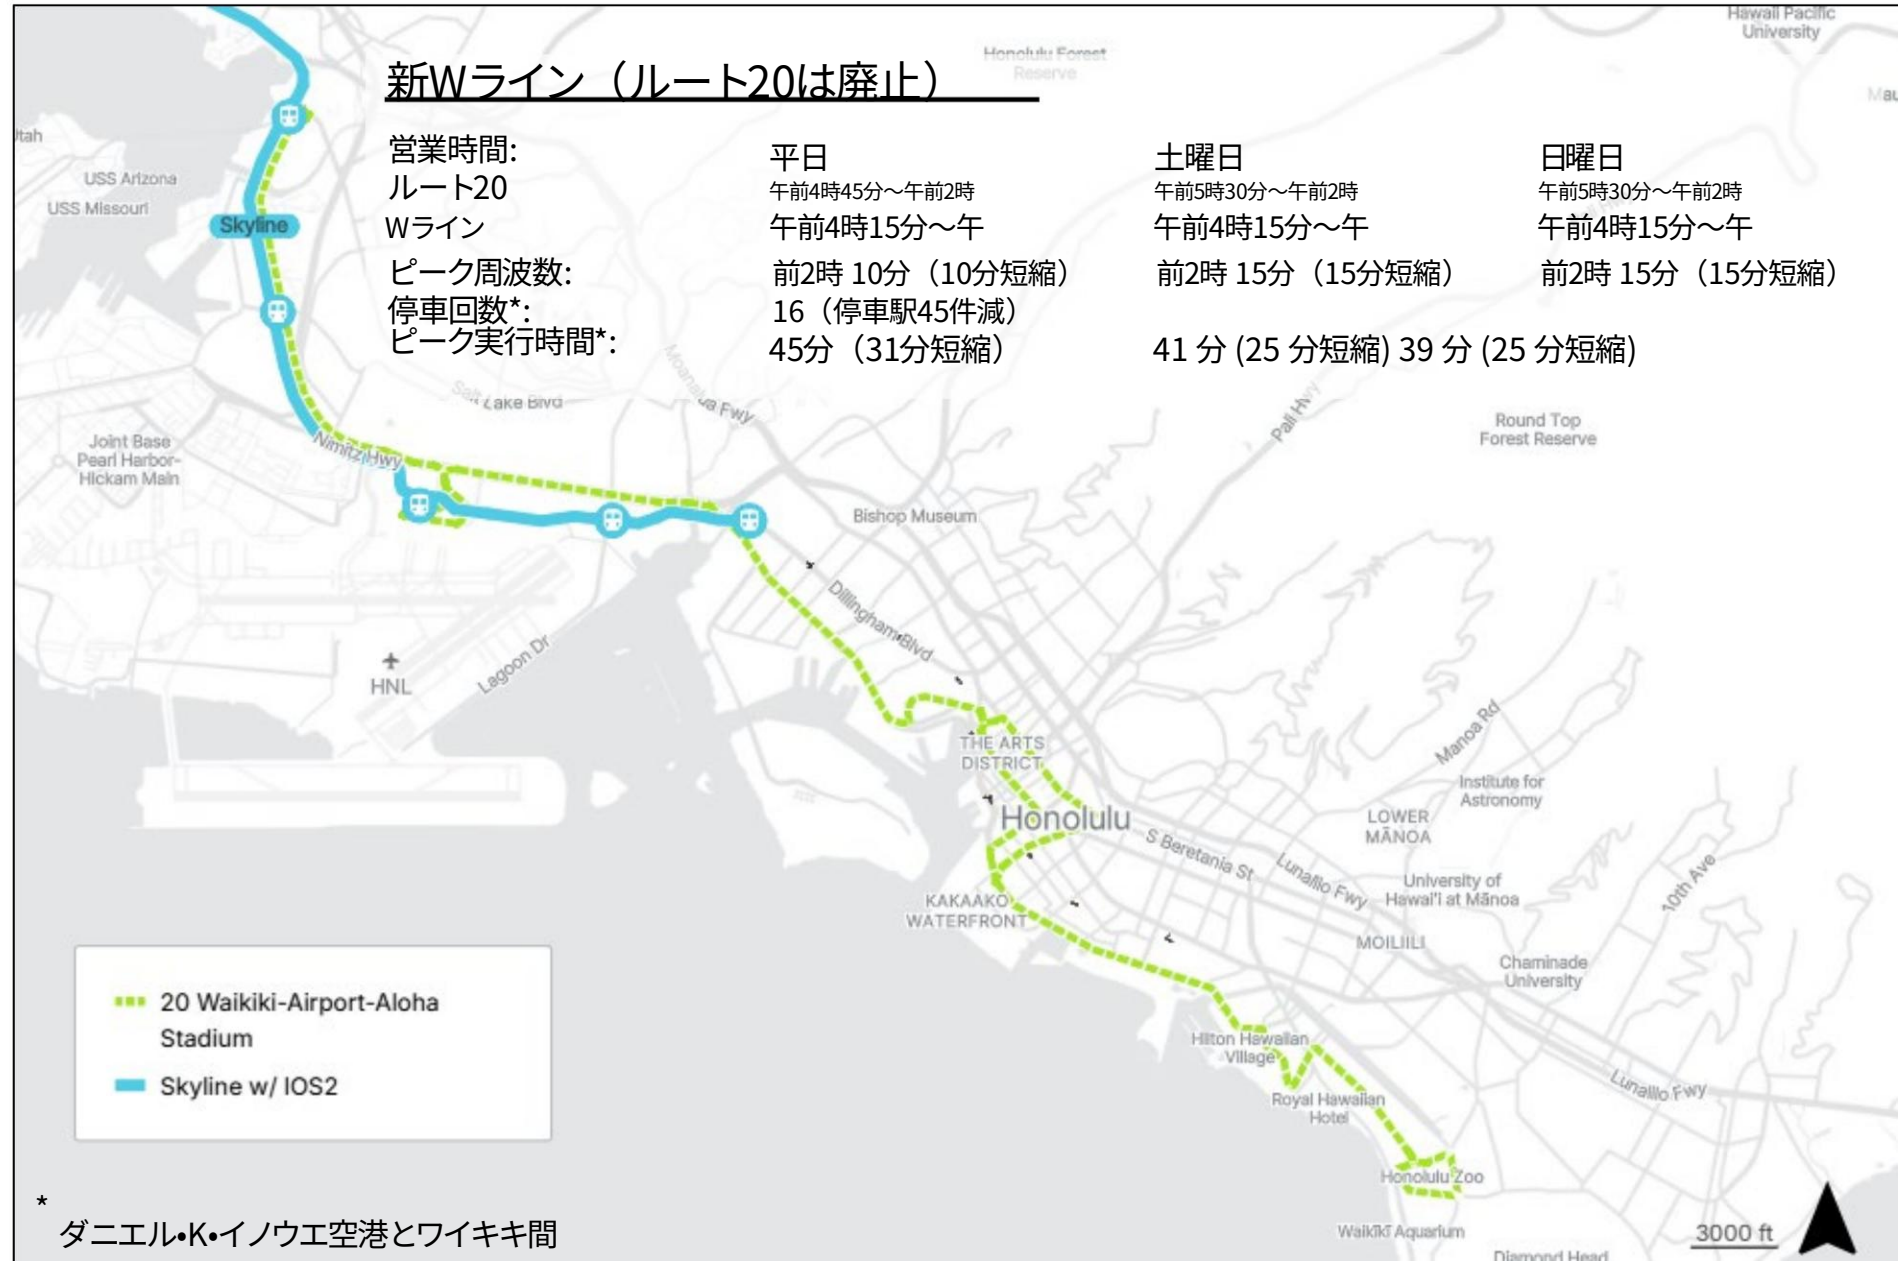 Hawaii Pacific
University
Honolulu Forest
Reserve
新Wライン（ルート20は廃止）
営業時間:
平日
土曜日
日曜日
ルート20
午前4時45分～午前2時
午前5時30分～午前2時
午前5時30分～午前2時
Wライン
午前4時15分～午
午前4時15分～午
午前4時15分～午
ピーク周波数:
前2時 10分（10分短縮）
前2時 15分（15分短縮）
前2時 15分（15分短縮）
停車回数*:
16（停車駅45件減）
ピーク実行時間*:
45分（31分短縮）
41 分 (25 分短縮) 39 分 (25 分短縮)
USS Arizona
USS Missouri
Skyline
Salt Lake Blvd
Moanalua Fwy
Pali Hwy
Round Top
Forest Reserve
Joint Base
Pearl Harbor-
Hickam Main
Nimitz Hwy
Bishop Museum
Dillingham Blvd
HNL
Lagoon Dr
THE ARTS
DISTRICT
Honolulu
Manoa Rd
Institute for
Astronomy
LOWER
MĀNOA
S Beretania St
Lunalilo Fwy
University of
Hawai'i at Mānoa
10th Ave
KAKAAKO
WATERFRONT
MOILIILI
Chaminade
University
Hilton Hawaiian
Village
Lunalilo Fwy
Royal Hawaiian
Hotel
Honolulu Zoo
Waikīkī Aquarium
Diamond Head
3000 ft
20 Waikiki-Airport-Aloha
Stadium
Skyline w/ IOS2
*
ダニエル•K•イノウエ空港とワイキキ間